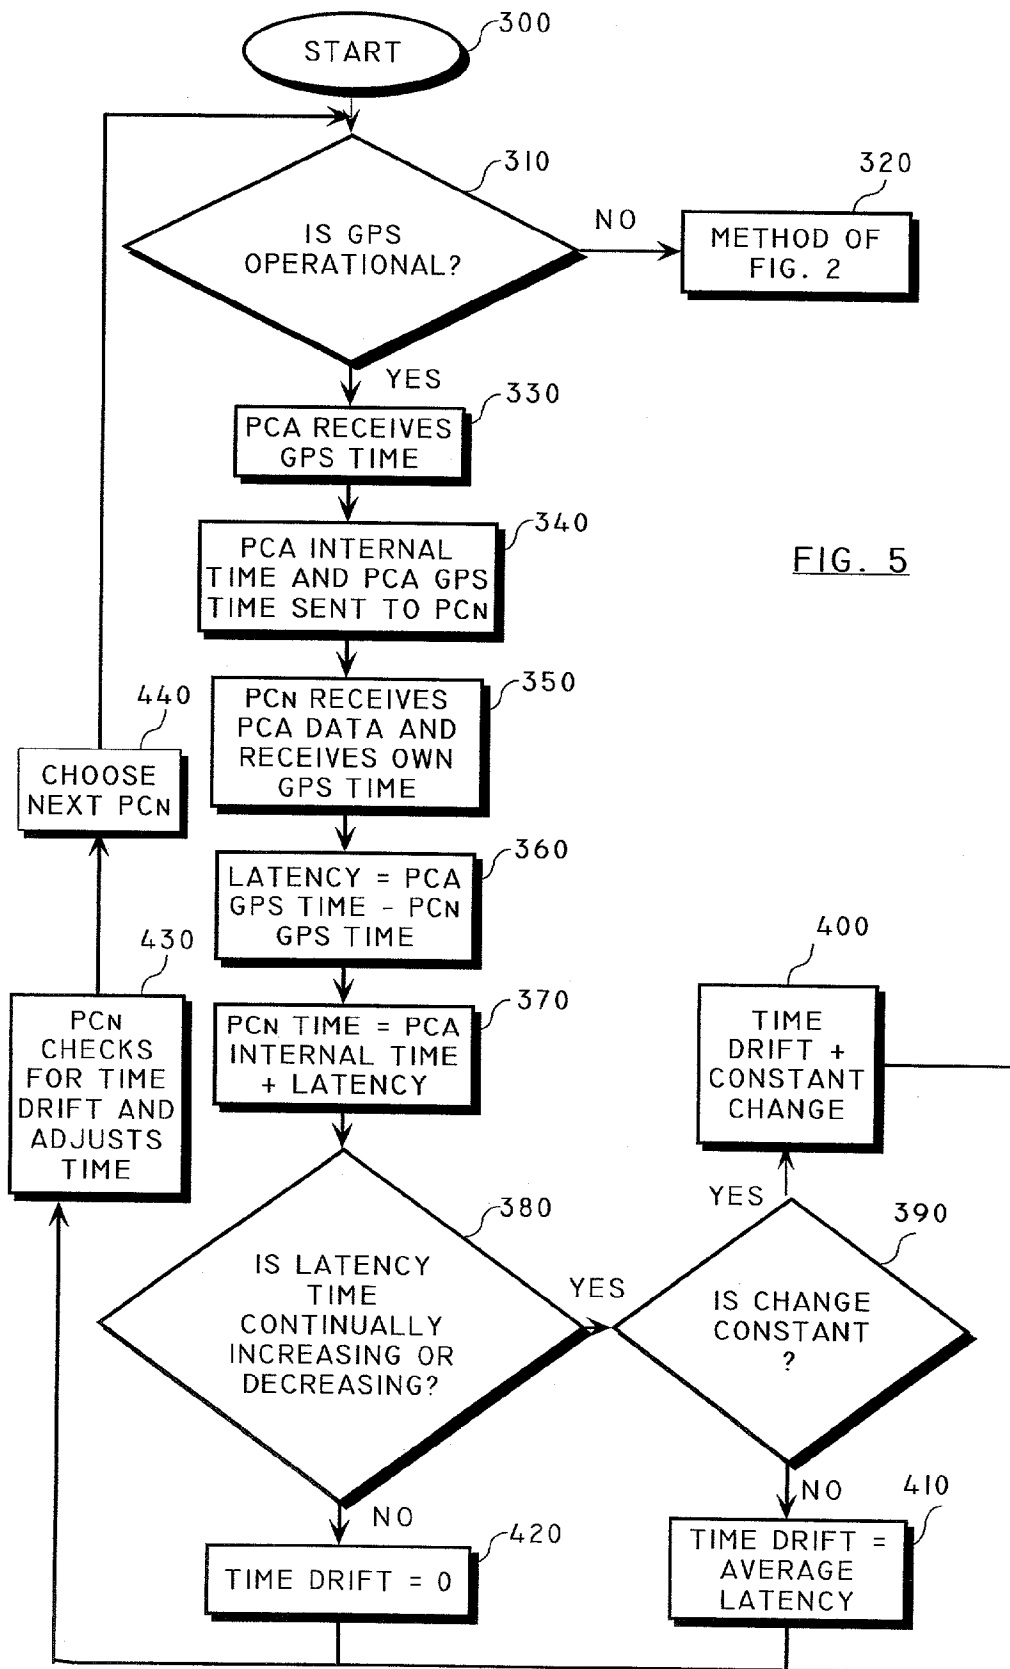 START
300
310
IS GPS
OPERATIONAL?
NO
320
METHOD OF
FIG. 2
YES
330
PCA RECEIVES
GPS TIME
340
PCA INTERNAL
TIME AND PCA GPS
TIME SENT TO PCN
FIG. 5
350
PCN RECEIVES
PCA DATA AND
RECEIVES OWN
GPS TIME
440
CHOOSE
NEXT PCN
360
LATENCY = PCA
GPS TIME - PCN
GPS TIME
430
PCN
CHECKS
FOR TIME
DRIFT AND
ADJUSTS
TIME
370
PCN TIME = PCA
INTERNAL TIME
+ LATENCY
400
TIME
DRIFT +
CONSTANT
CHANGE
380
IS LATENCY
TIME
CONTINUALLY
INCREASING OR
DECREASING?
YES
YES
390
IS CHANGE
CONSTANT
?
NO
420
TIME DRIFT = 0
NO
410
TIME DRIFT =
AVERAGE
LATENCY